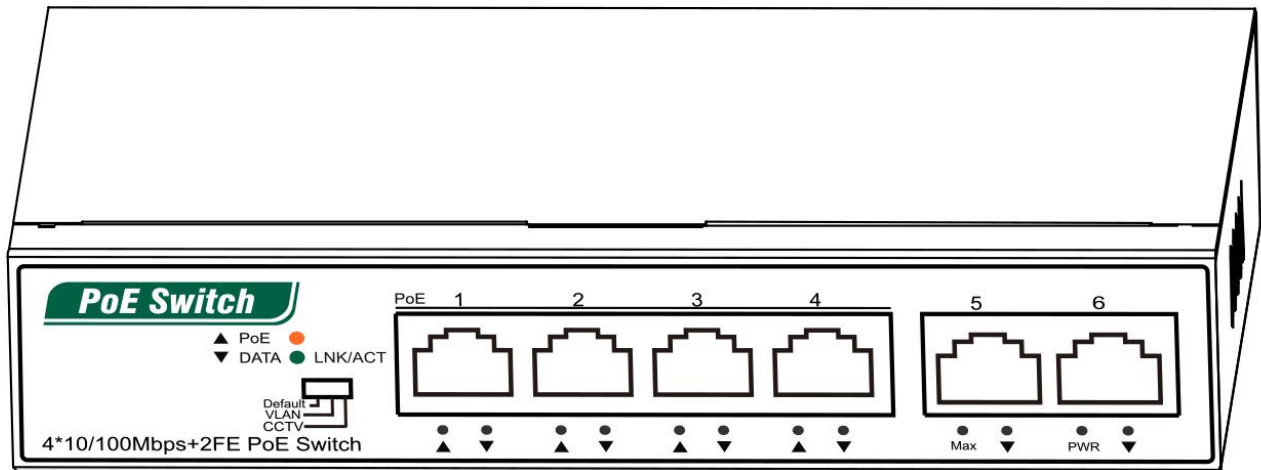 PoE Switch
▲ PoE
▼ DATA LNK/ACT
Default
VLAN
CCTV
4*10/100Mbps+2FE PoE Switch
PoE 1 2 3 4 5 6
▲ ▼ ▲ ▼ ▲ ▼ ▲ ▼ Max ▼ PWR ▼